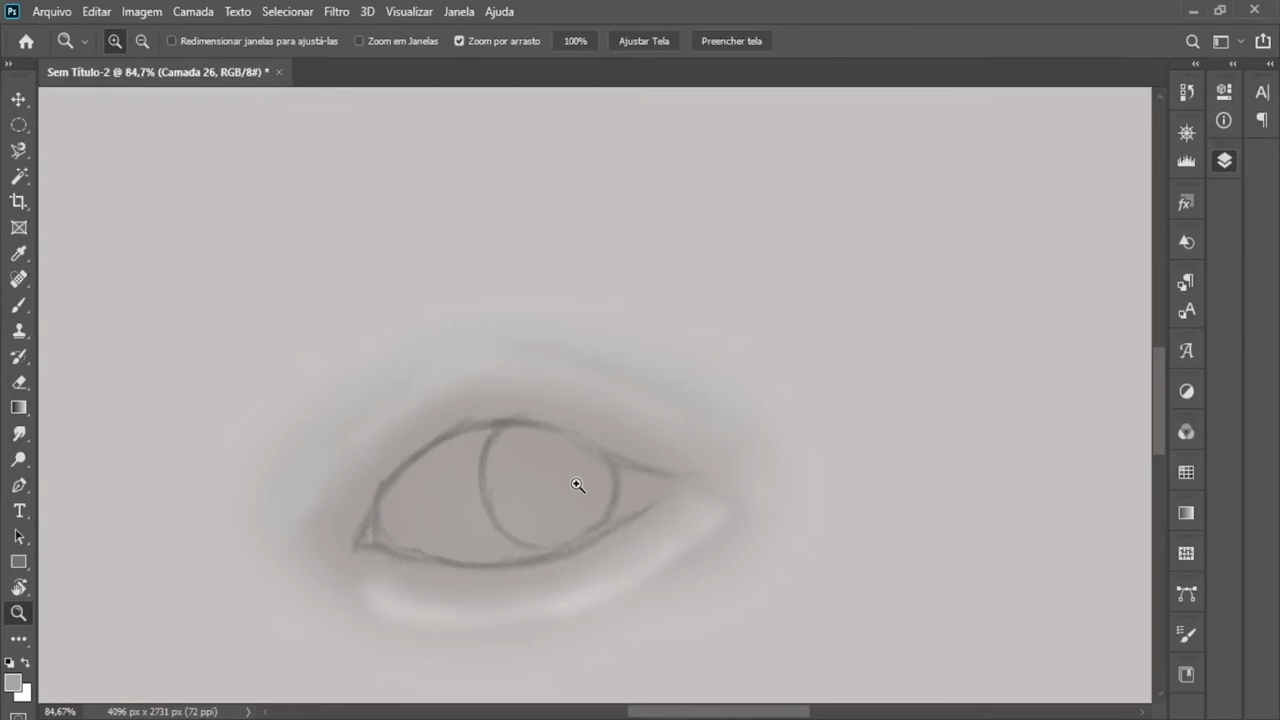 Ps Arquivo Editar Imagem Camada Texto Selecionar Filtro 3D Visualizar Janela Ajuda
Redimensionar janelas para ajustá-las Zoom em Janelas Zoom por arrasto 100% Ajustar Tela Preencher tela
Sem Título-2 @ 84,7% (Camada 26, RGB/8#) * ×
84,67% 4096 px x 2731 px (72 ppi)